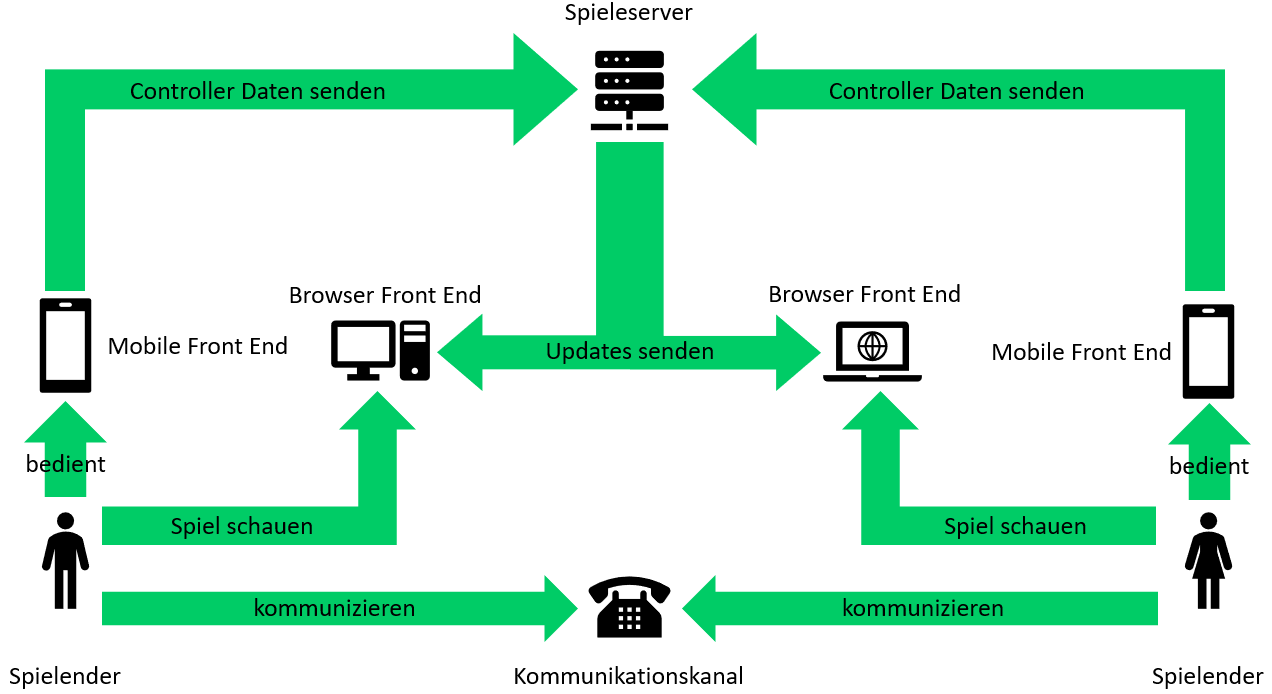 Spieleserver
Controller Daten senden
Controller Daten senden
Browser Front End
Browser Front End
Mobile Front End
Updates senden
Mobile Front End
bedient
bedient
Spiel schauen
Spiel schauen
kommunizieren
kommunizieren
Spielender
Kommunikationskanal
Spielender